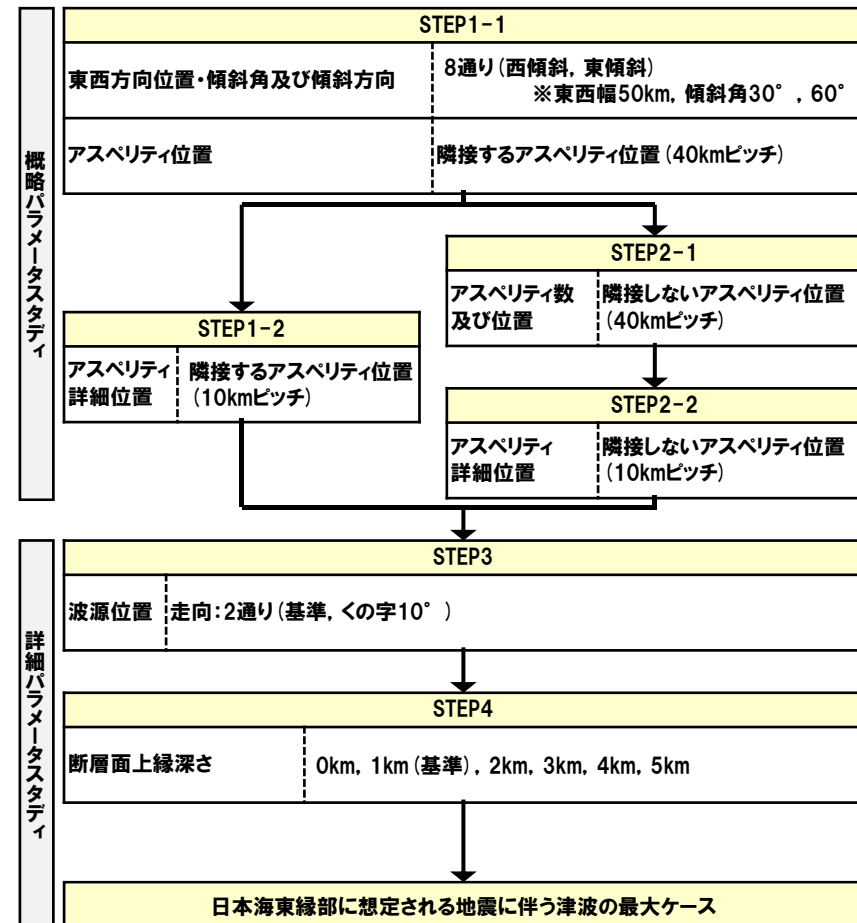 概略パラメータスタディ
STEP1-1
東西方向位置・傾斜角及び傾斜方向
8通り(西傾斜, 東傾斜)
※東西幅50km, 傾斜角30°, 60°
アスペリティ位置
隣接するアスペリティ位置(40kmピッチ)
STEP1-2
アスペリティ
詳細位置
隣接するアスペリティ位置
(10kmピッチ)
STEP2-1
アスペリティ数
及び位置
隣接しないアスペリティ位置
(40kmピッチ)
STEP2-2
アスペリティ
詳細位置
隣接しないアスペリティ位置
(10kmピッチ)
詳細パラメータスタディ
STEP3
波源位置
走向:2通り(基準, くの字10°)
STEP4
断層面上縁深さ
0km, 1km(基準), 2km, 3km, 4km, 5km
日本海東縁部に想定される地震に伴う津波の最大ケース